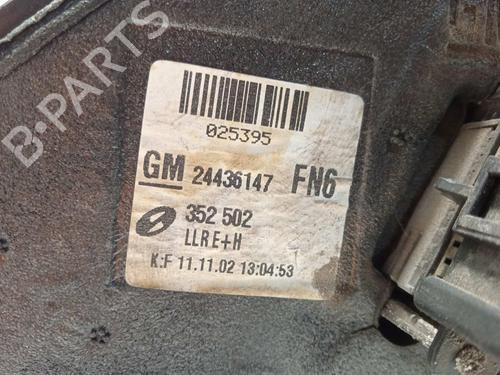 B-PARTS
025395
GM 24436147 FN6
352 502
LLRE+H
K:F 11.11.02 13:04:53